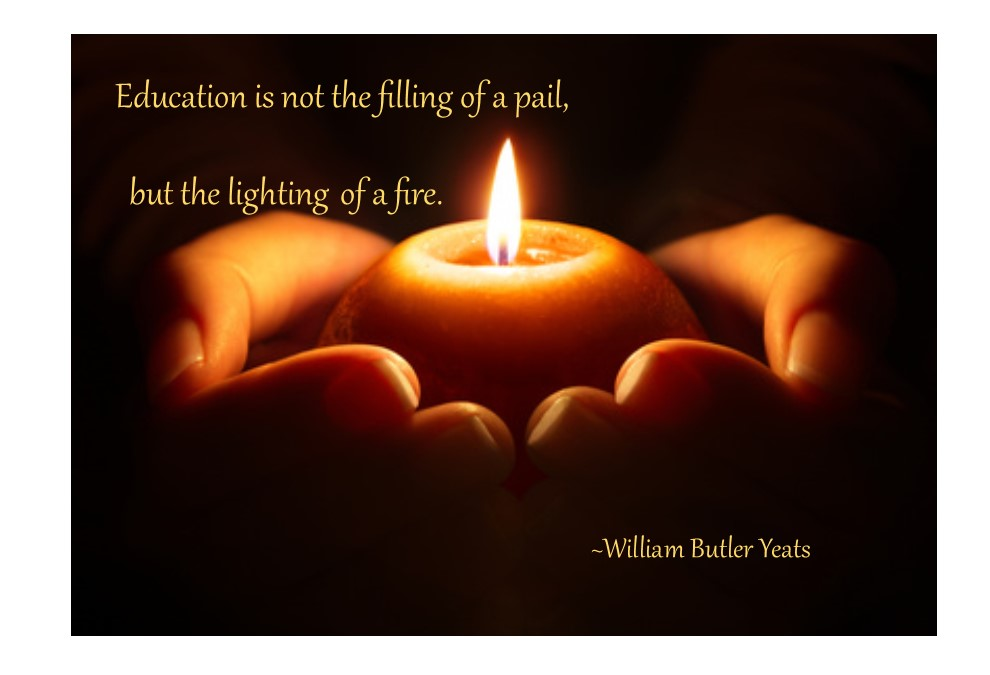 Education is not the filling of a pail,
but the lighting of a fire.
~William Butler Yeats